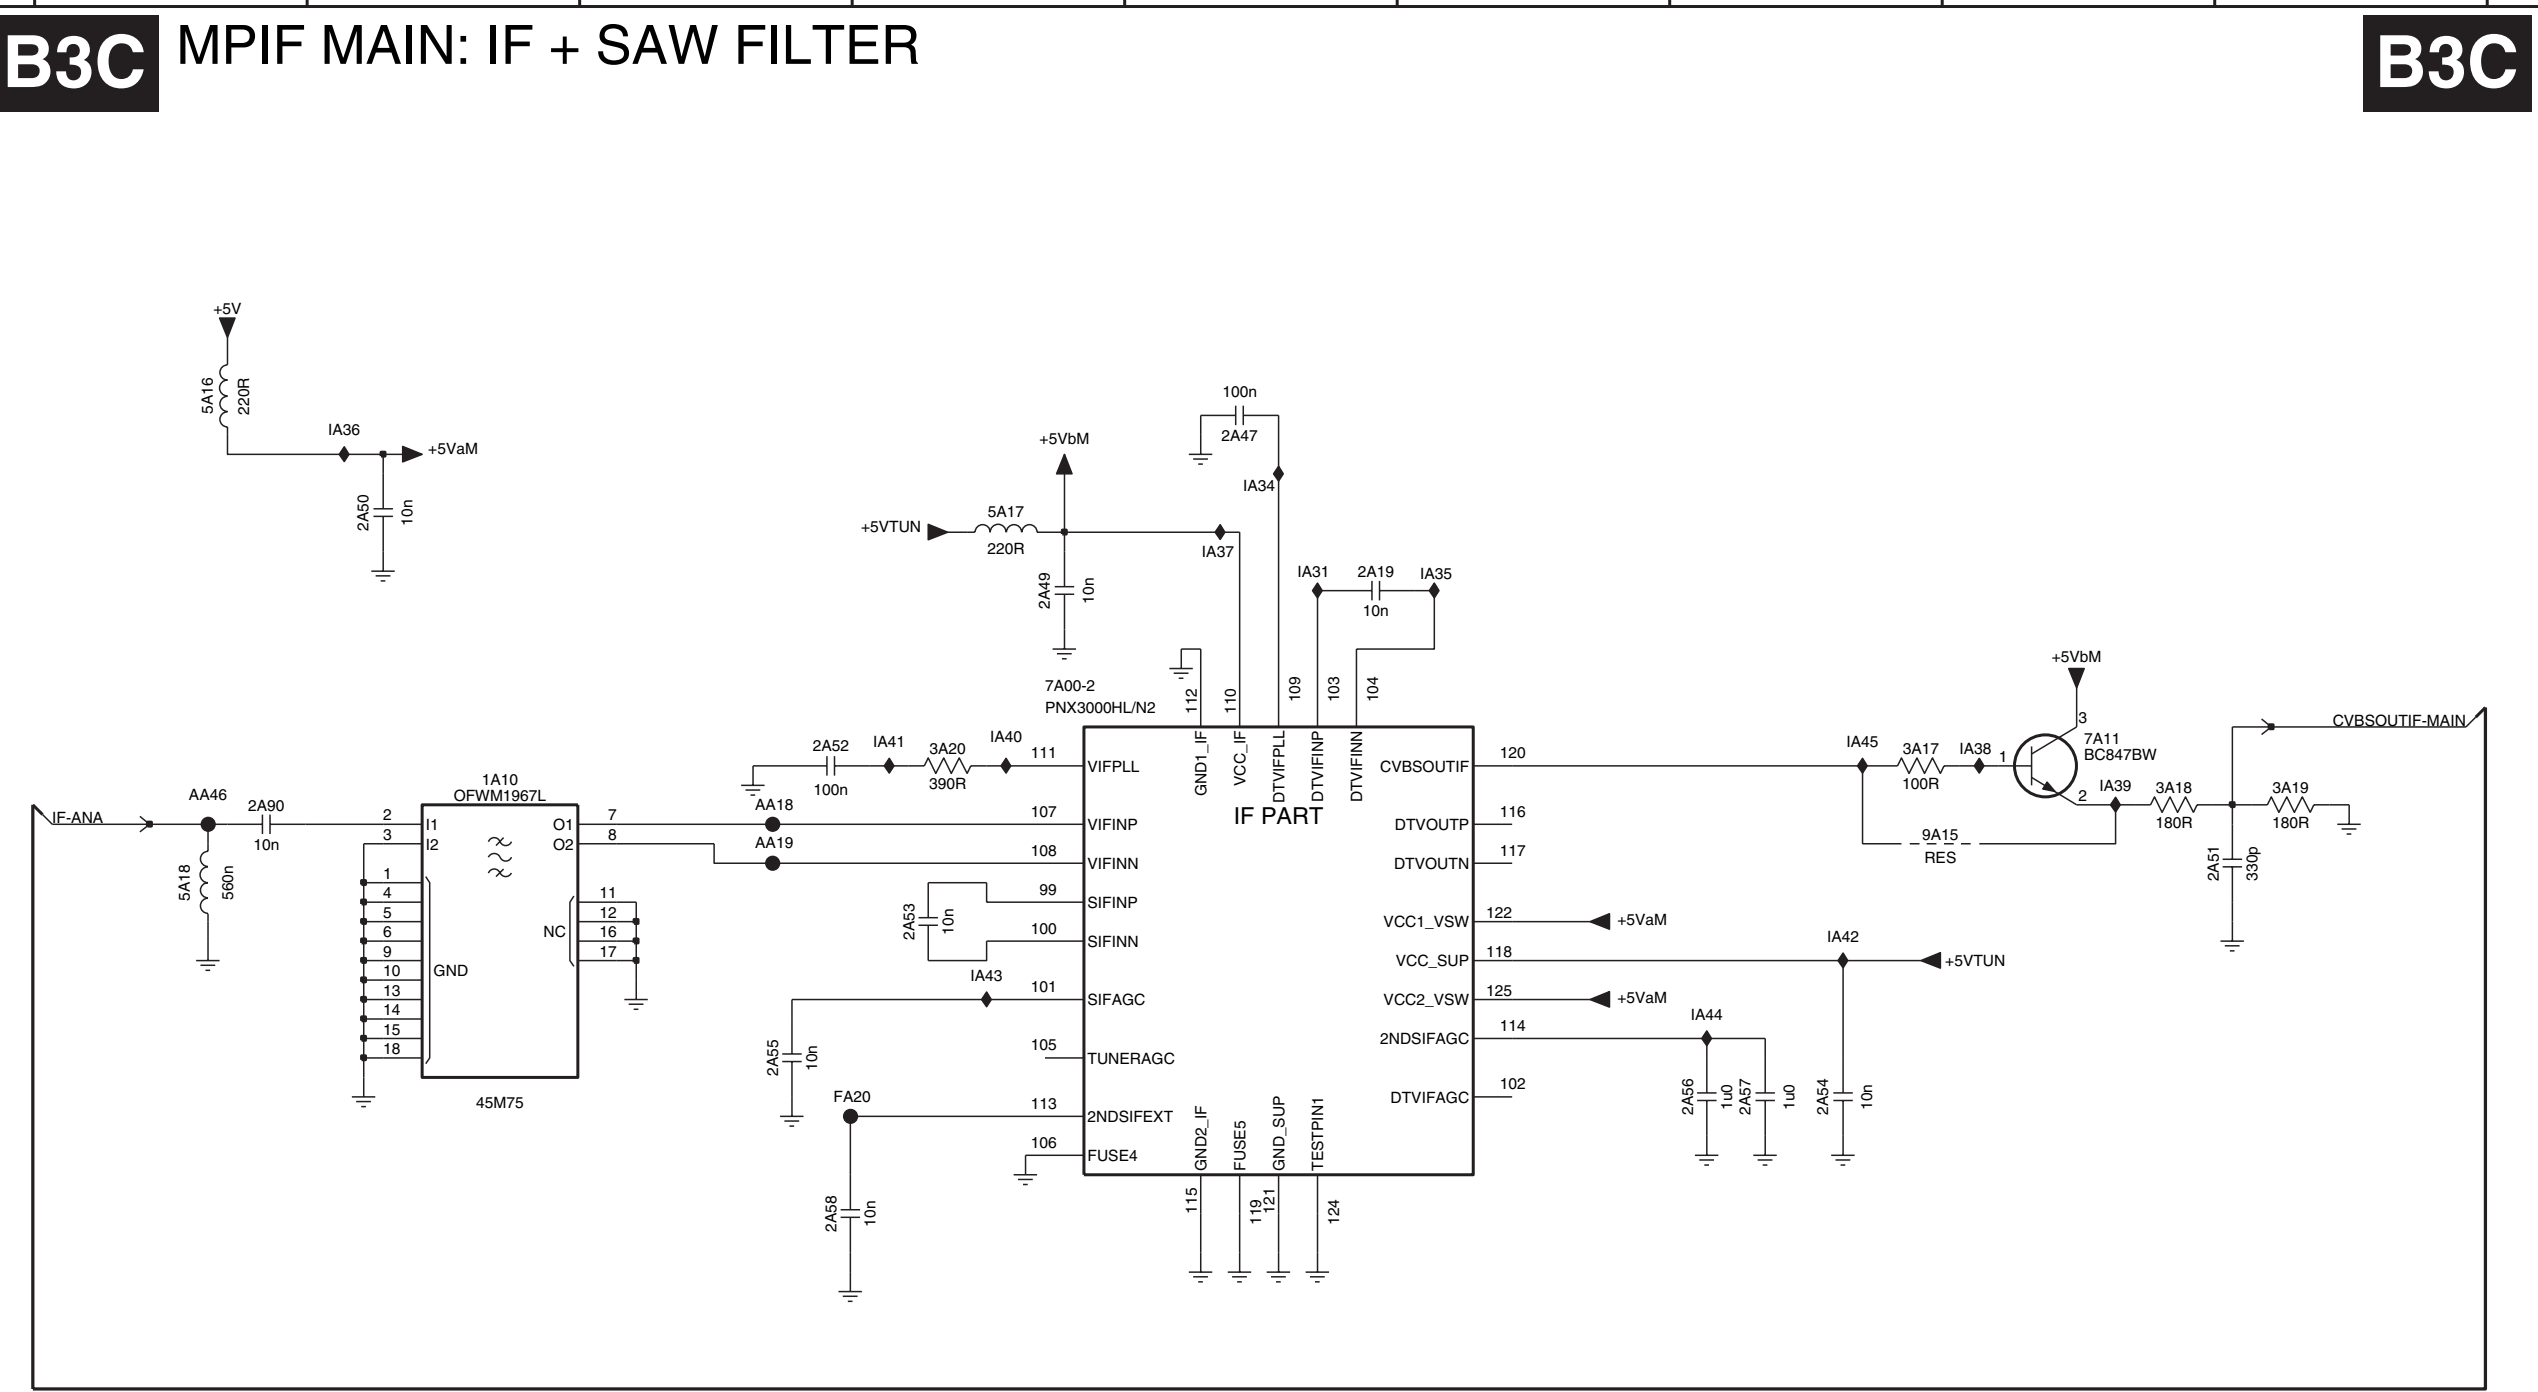 B3C
MPIF MAIN: IF + SAW FILTER
B3C
+5V
5A16
220R
IA36
+5VaM
2A50
10n
100n
2A47
IA34
+5VbM
+5VTUN
5A17
220R
IA37
2A49
10n
IA31
2A19
IA35
10n
7A00-2
PNX3000HL/N2
112
110
109
103
104
GND1_IF
VCC_IF
DTVIFPLL
DTVIFINP
DTVIFINN
IF PART
IF-ANA
AA46
2A90
10n
5A18
560n
1A10
OFWM1967L
2
I1
3
I2
1
4
5
6
9
10
13
14
15
18
GND
O1
7
O2
8
NC
11
12
16
17
45M75
2A52
100n
IA41
3A20
390R
IA40
111
VIFPLL
AA18
107
VIFINP
AA19
108
VIFINN
2A53
10n
99
SIFINP
100
SIFINN
IA43
101
SIFAGC
2A55
10n
105
TUNERAGC
FA20
113
2NDSIFEXT
2A58
10n
106
FUSE4
GND2_IF
FUSE5
GND_SUP
TESTPIN1
115
119
121
124
CVBSOUTIF
120
DTVOUTP
116
DTVOUTN
117
VCC1_VSW
122
+5VaM
VCC_SUP
118
IA42
+5VTUN
VCC2_VSW
125
+5VaM
2NDSIFAGC
114
IA44
DTVIFAGC
102
2A56
1u0
2A57
1u0
2A54
10n
IA45
3A17
100R
IA38
1
+5VbM
3
7A11
BC847BW
2
IA39
9A15
RES
3A18
180R
2A51
330p
3A19
180R
CVBSOUTIF-MAIN